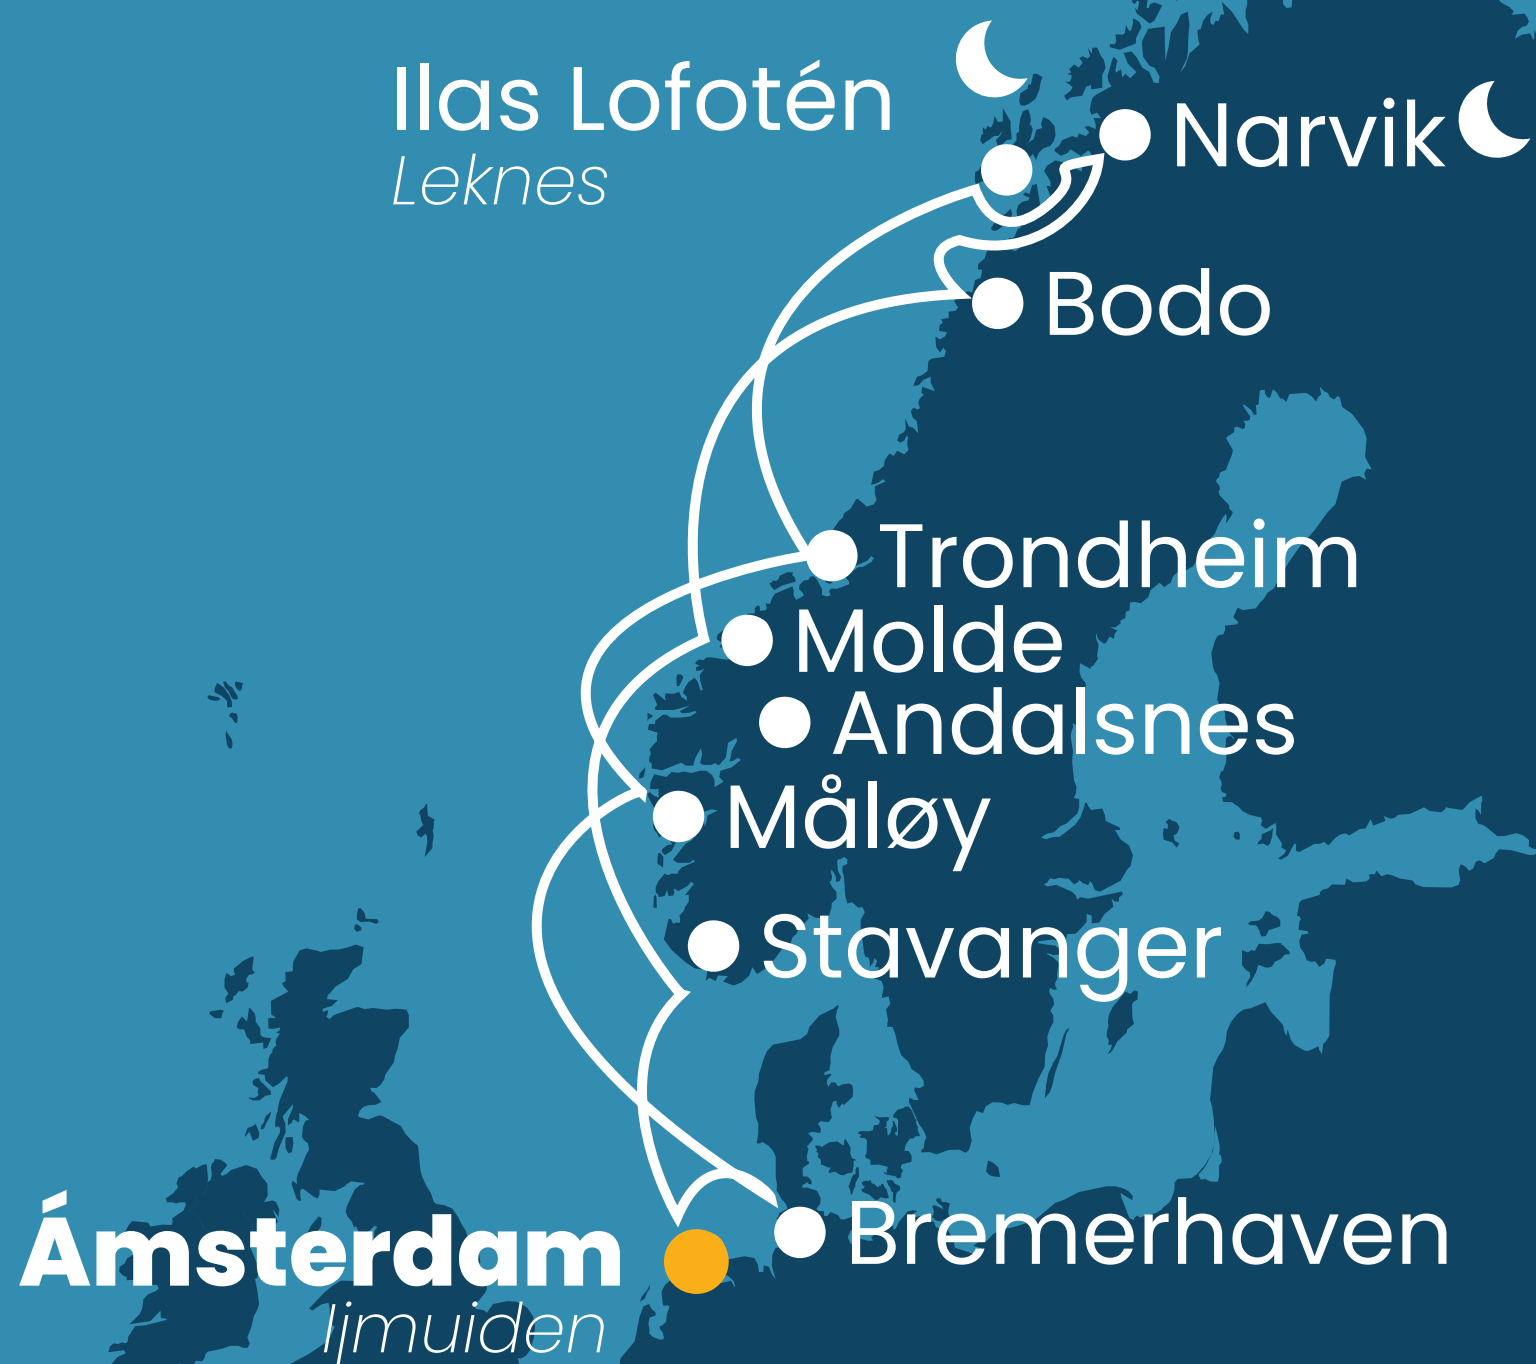 Ilas Lofotén
Leknes
Narvik
Bodo
Trondheim
Molde
Andalsnes
Måløy
Stavanger
Bremerhaven
Ámsterdam
Ijmuiden